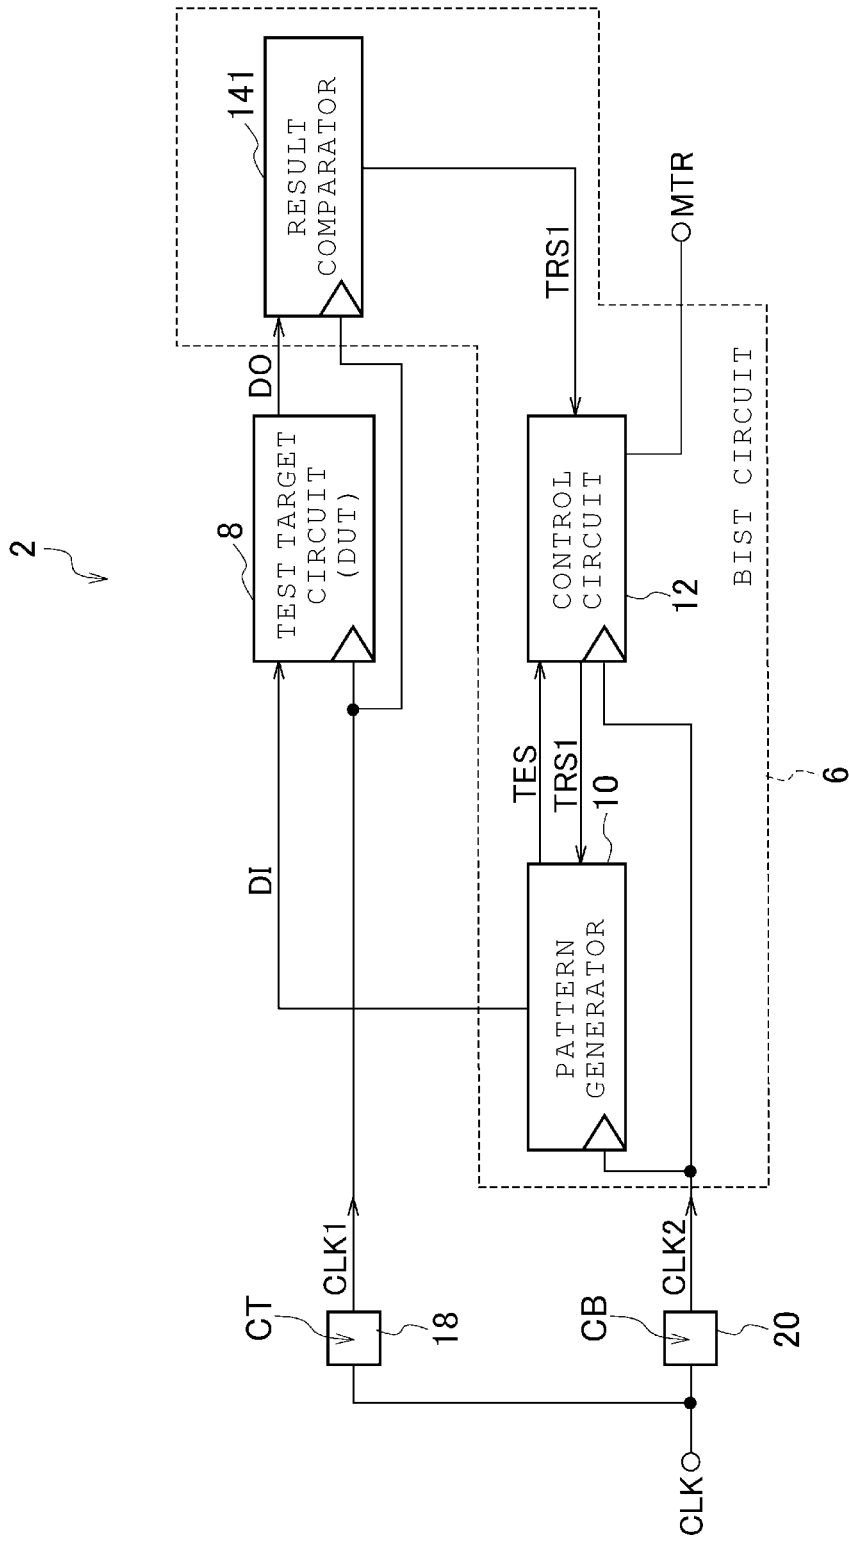 2
141
RESULT
COMPARATOR
DO
8
TEST TARGET
CIRCUIT
(DUT)
DI
CT
CLK1
18
TRS1
MTR
CONTROL
CIRCUIT
12
TES
TRS1
10
PATTERN
GENERATOR
BIST CIRCUIT
6
CB
CLK2
20
CLK